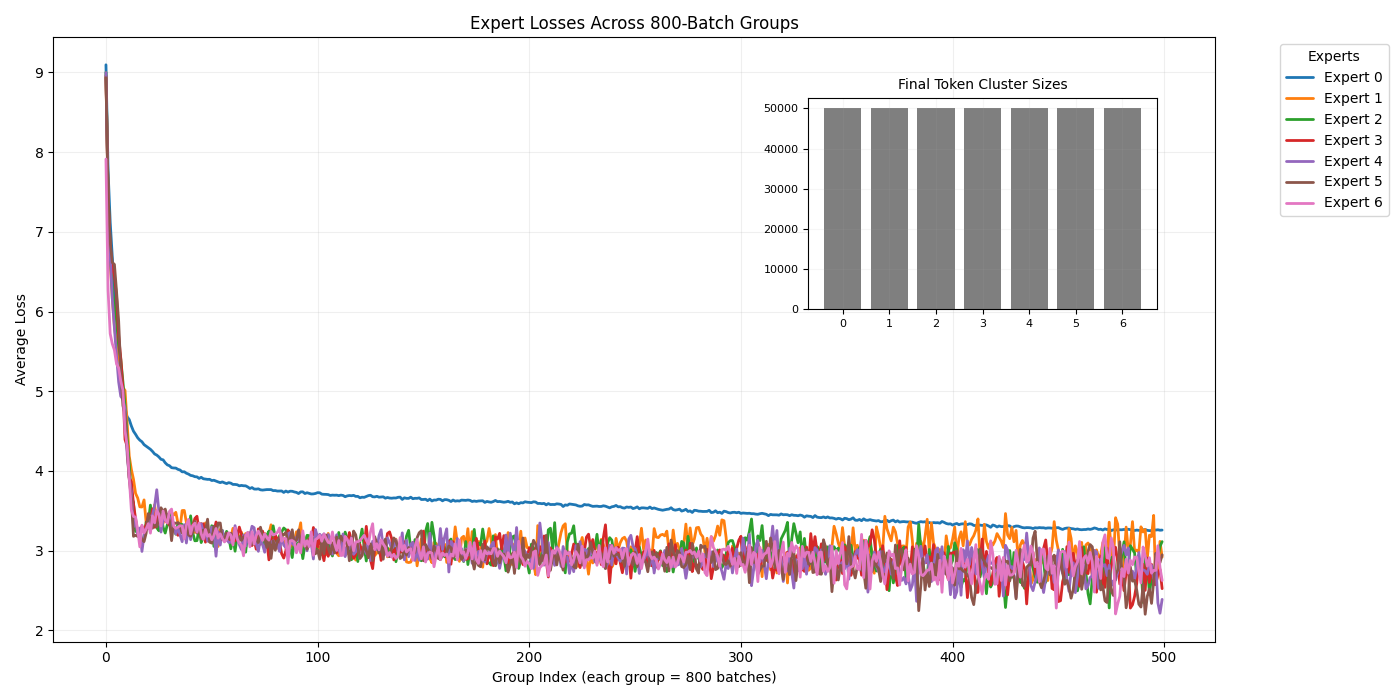 Expert Losses Across 800-Batch Groups
Experts
Expert 0
Expert 1
Expert 2
Expert 3
Expert 4
Expert 5
Expert 6
Final Token Cluster Sizes
50000
40000
30000
20000
10000
0
0 1 2 3 4 5 6
9
8
7
6
5
4
3
2
Average Loss
0 100 200 300 400 500
Group Index (each group = 800 batches)